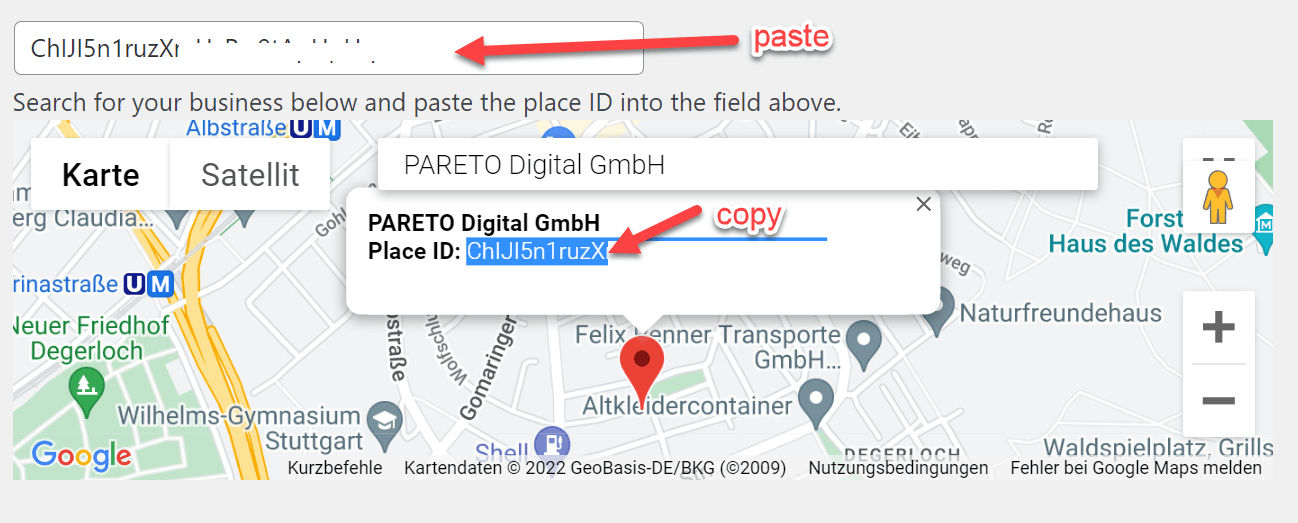 ChIJI5n1ruzX
paste
Search for your business below and paste the place ID into the field above.
Albstraße U M
Karte
Satellit
PARETO Digital GmbH
erg Claudia...
PARETO Digital GmbH
copy
Place ID: ChIJI5n1ruzX
Forst
Haus des Waldes
weg
rinastraße U M
Naturfreundehaus
Neuer Friedhof
Degerloch
Felix Renner Transporte
GmbH...
Wolfschlu
Gomaringer
Altkleidercontainer
Wilhelms-Gymnasium
Stuttgart
Shell
DEGERLOCH
Waldspielplatz, Grills
Google
Kurzbefehle
Kartendaten © 2022 GeoBasis-DE/BKG (©2009)
Nutzungsbedingungen
Fehler bei Google Maps melden